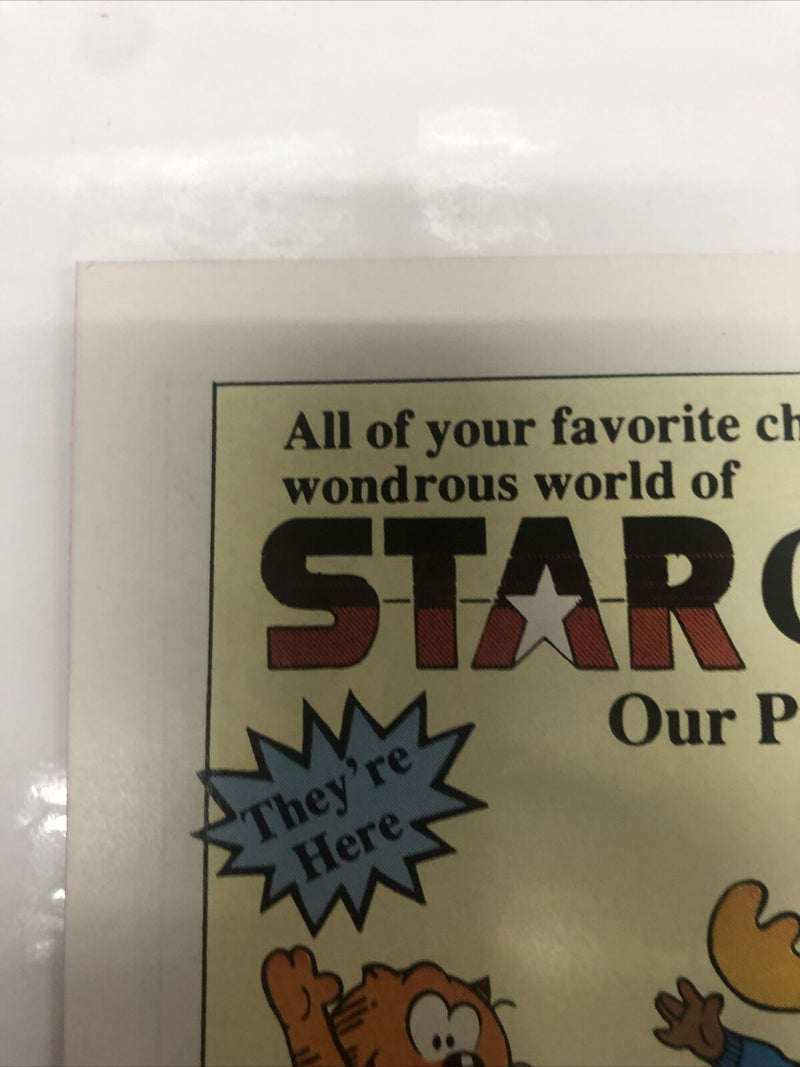 All of your favorite ch
wondrous world of
STAR C
Our P
They're
Here